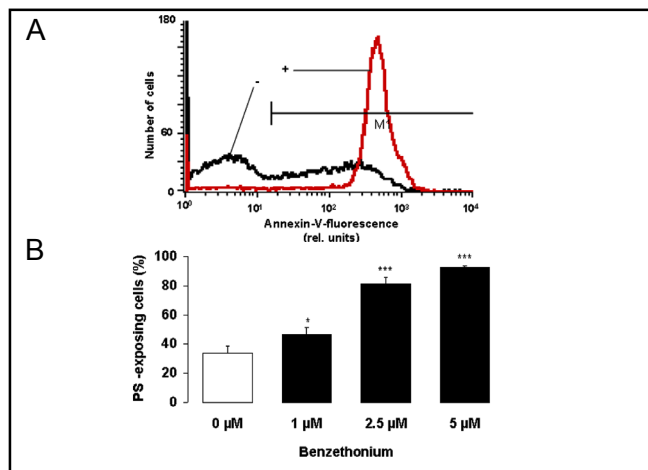 A
180
120
60
0
Number of cells
-
+
M1
10⁰ 10¹ 10² 10³ 10⁴
Annexin-V-fluorescence
(rel. units)
B
100
80
60
40
20
0
PS -exposing cells (%)
*
***
***
0 µM 1 µM 2.5 µM 5 µM
Benzethonium